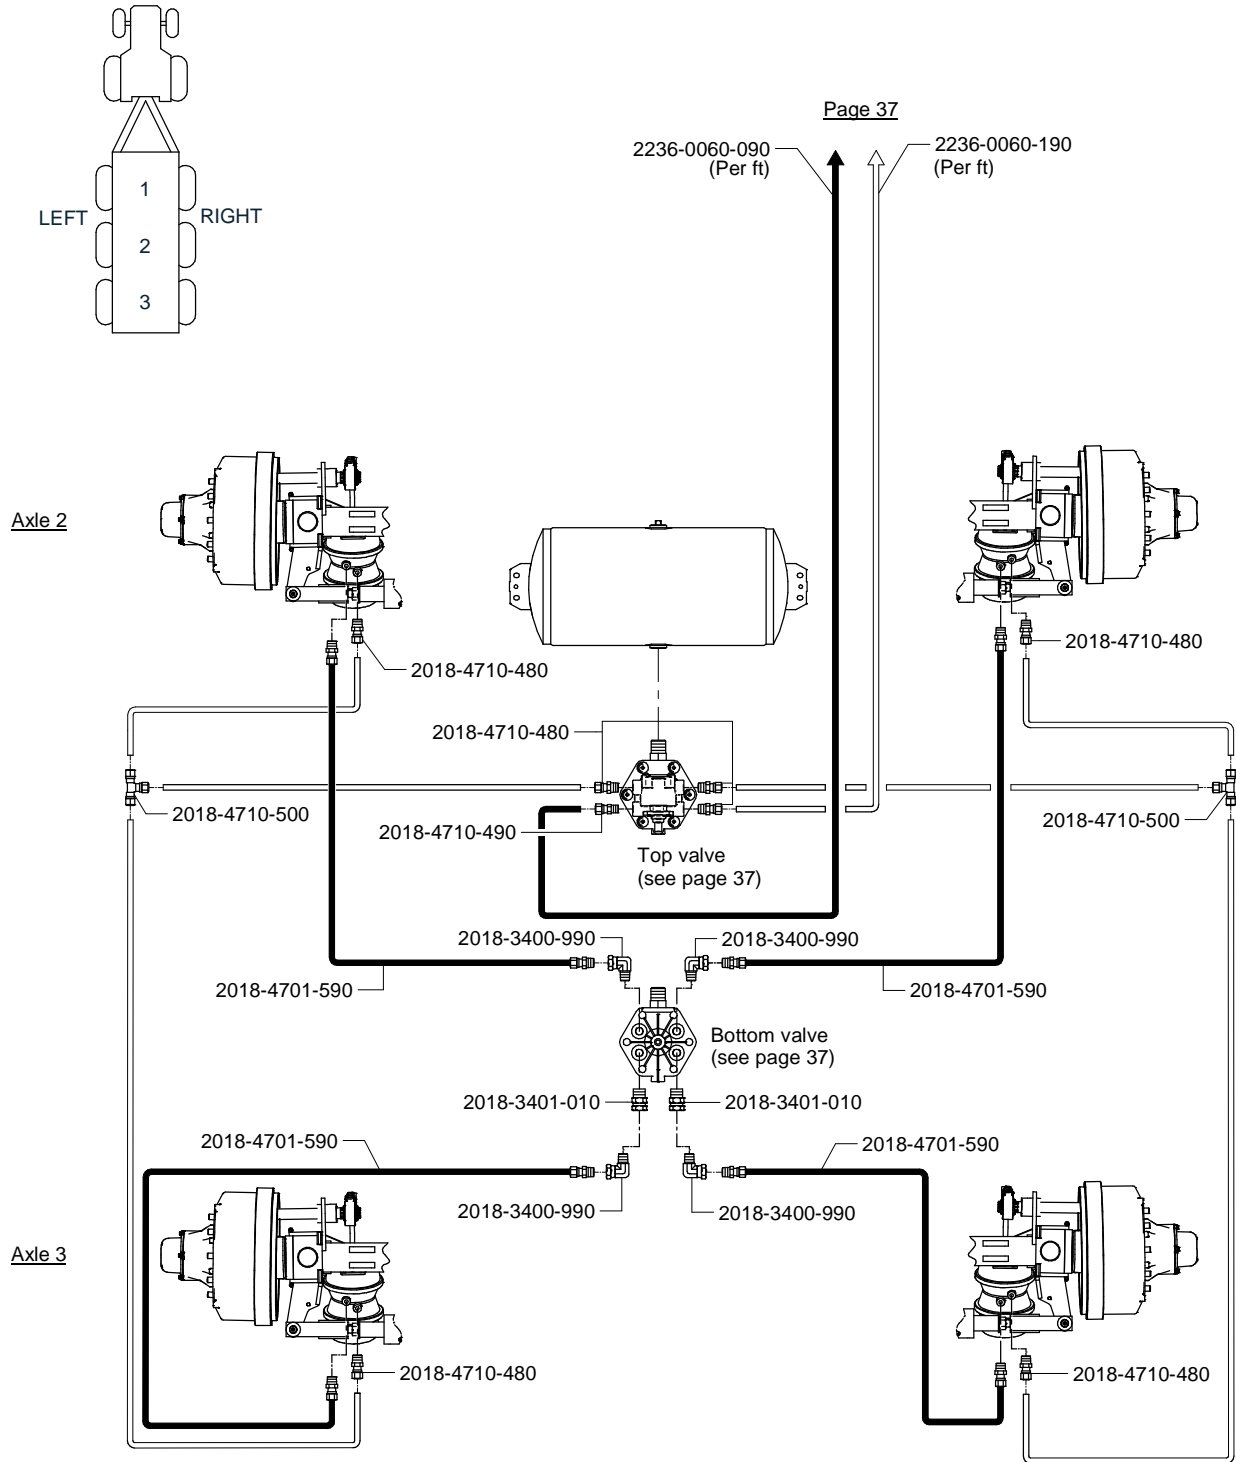 Page 37
2236-0060-090
(Per ft)
2236-0060-190
(Per ft)
1
LEFT
RIGHT
2
3
Axle 2
2018-4710-480
2018-4710-480
2018-4710-480
2018-4710-500
2018-4710-490
2018-4710-500
Top valve
(see page 37)
2018-3400-990
2018-3400-990
2018-4701-590
2018-4701-590
Bottom valve
(see page 37)
2018-3401-010
2018-3401-010
2018-4701-590
2018-4701-590
2018-3400-990
2018-3400-990
Axle 3
2018-4710-480
2018-4710-480